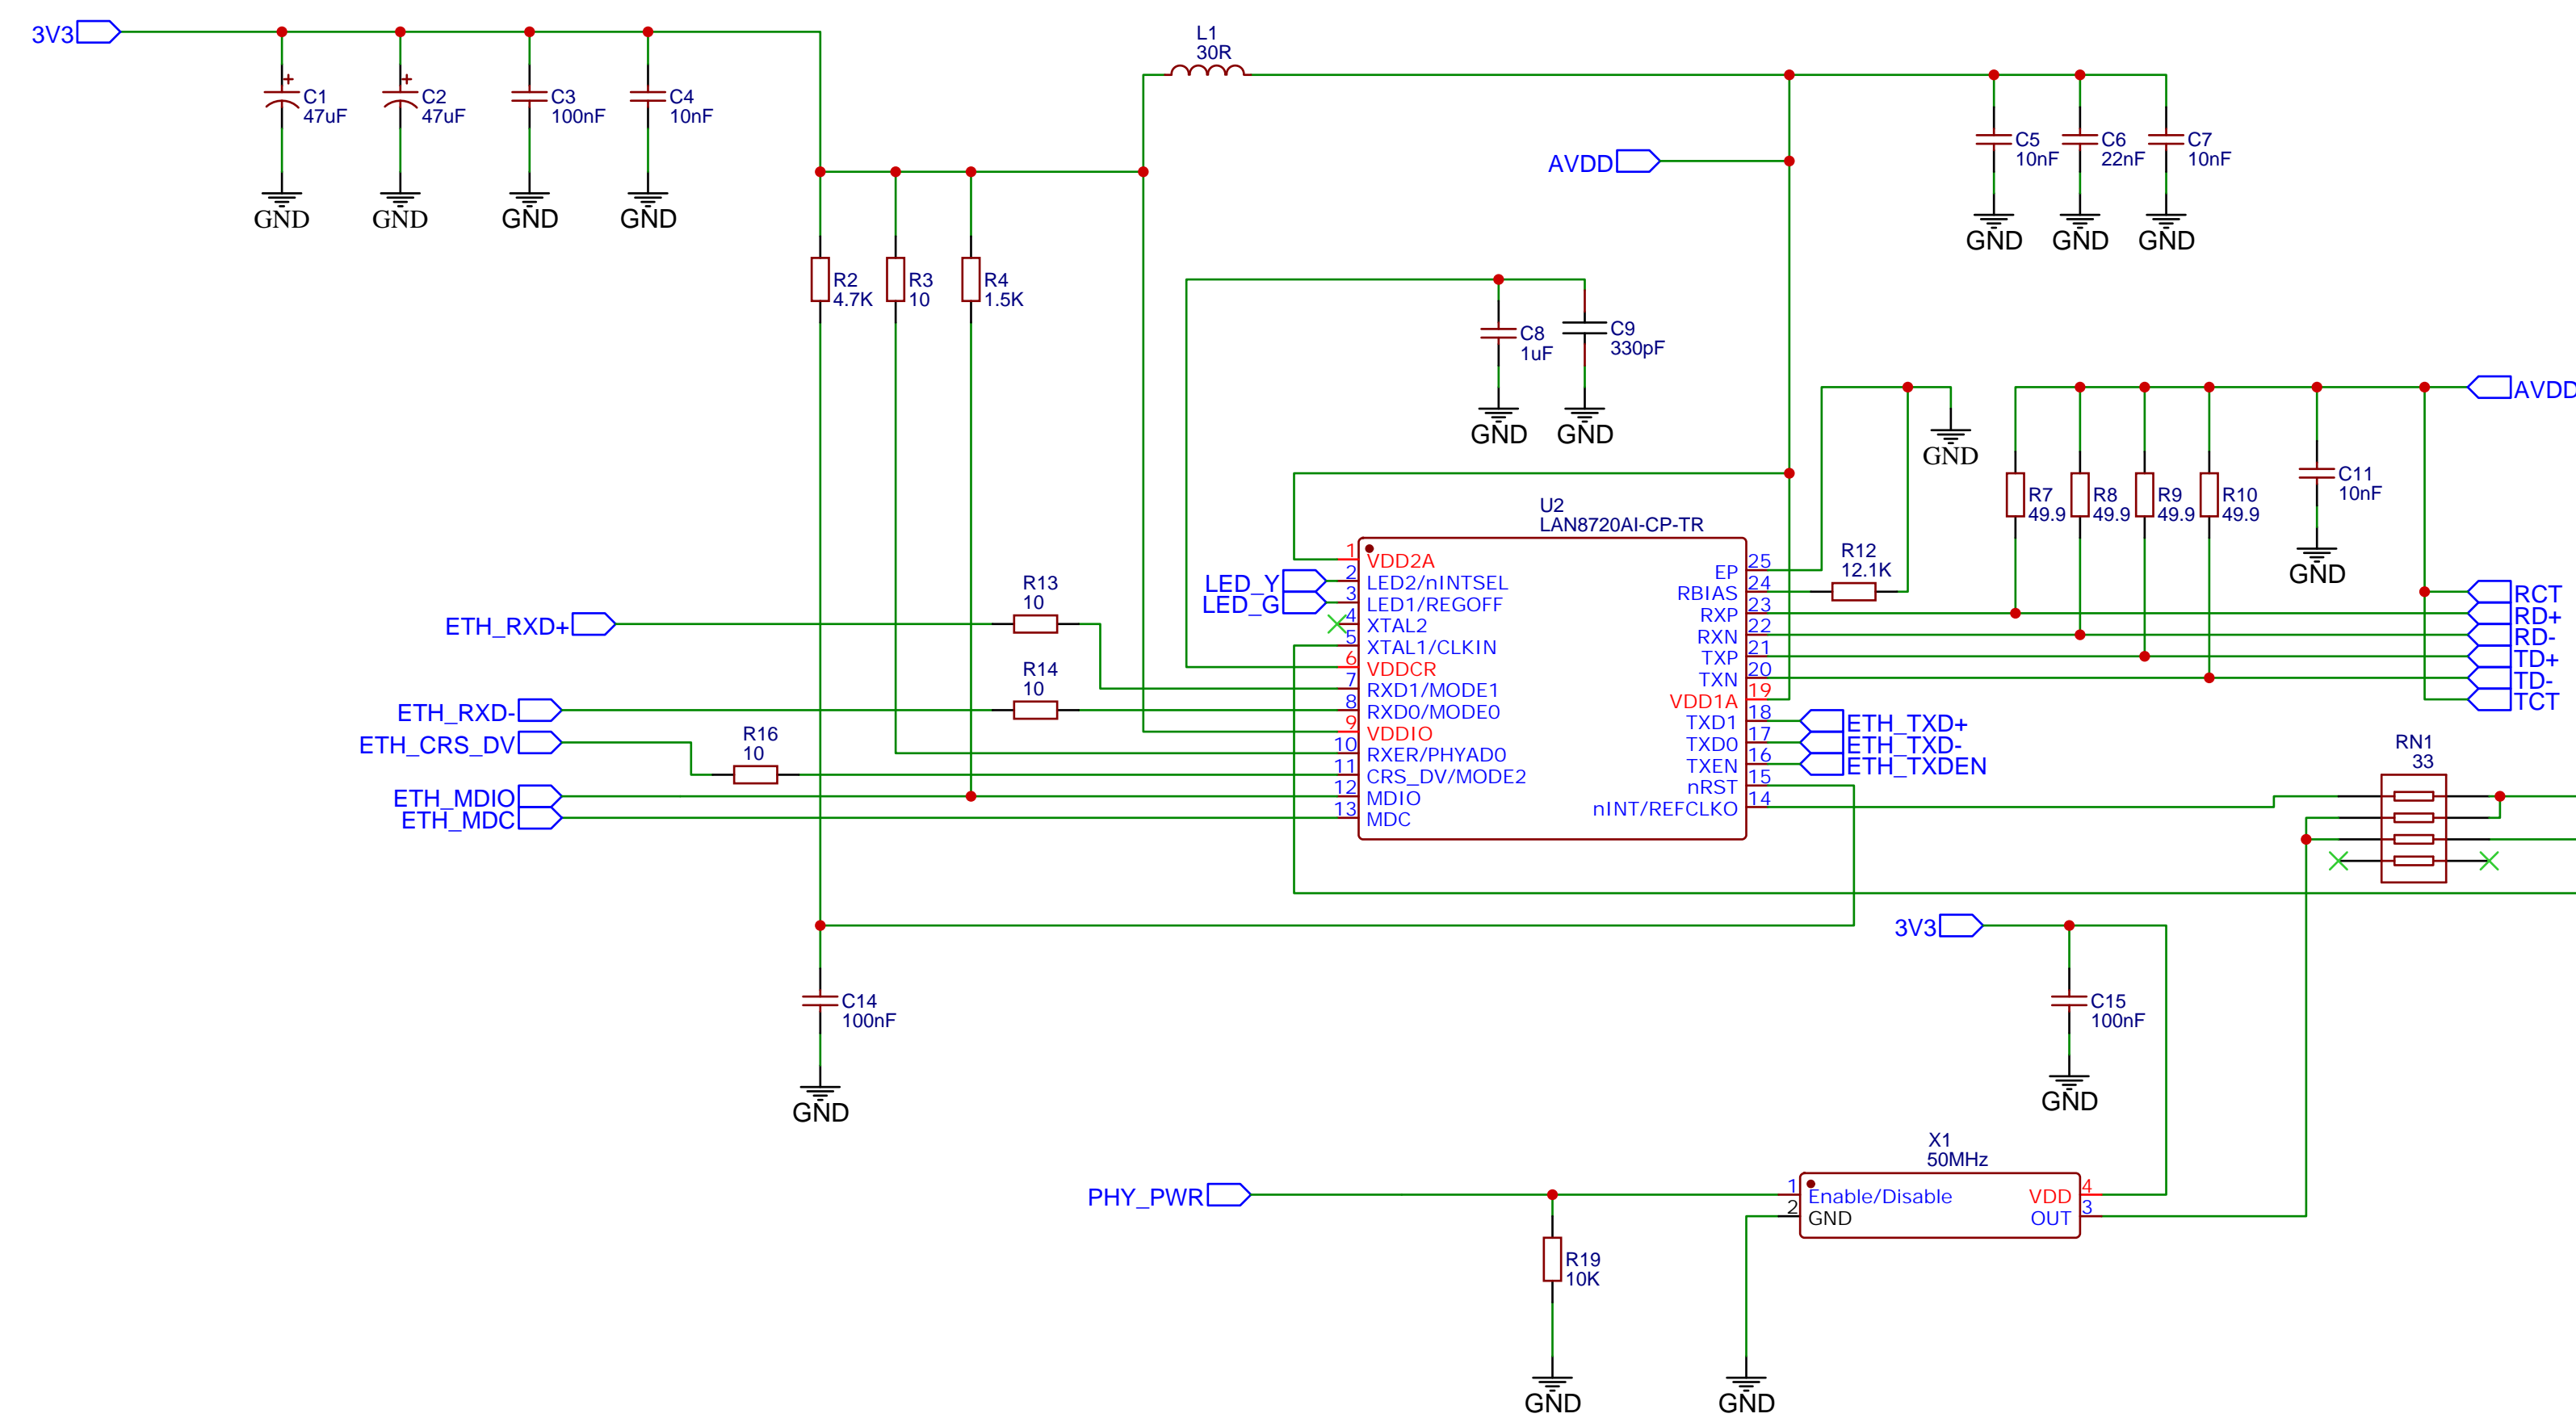 3V3
C1
47uF
GND
C2
47uF
GND
C3
100nF
GND
C4
10nF
GND
L1
30R
AVDD
C5
10nF
GND
C6
22nF
GND
C7
10nF
GND
R2
4.7K
R3
10
R4
1.5K
C8
1uF
GND
C9
330pF
GND
GND
AVDD
R7
49.9
R8
49.9
R9
49.9
R10
49.9
C11
10nF
GND
U2
LAN8720AI-CP-TR
1 VDD2A
2 LED2/nINTSEL
3 LED1/REGOFF
4 XTAL2
5 XTAL1/CLKIN
6 VDDCR
7 RXD1/MODE1
8 RXD0/MODE0
9 VDDIO
10 RXER/PHYAD0
11 CRS_DV/MODE2
12 MDIO
13 MDC
EP 25
RBIAS 24
RXP 23
RXN 22
TXP 21
TXN 20
VDD1A 19
TXD1 18
TXD0 17
TXEN 16
nRST 15
nINT/REFCLKO 14
LED_Y
LED_G
R12
12.1K
RCT
RD+
RD-
TD+
TD-
TCT
R13
10
ETH_RXD+
R14
10
ETH_RXD-
ETH_CRS_DV
R16
10
ETH_MDIO
ETH_MDC
ETH_TXD+
ETH_TXD-
ETH_TXDEN
RN1
33
C14
100nF
GND
3V3
C15
100nF
GND
X1
50MHz
PHY_PWR
1 Enable/Disable
2 GND
VDD 4
OUT 3
R19
10K
GND
GND